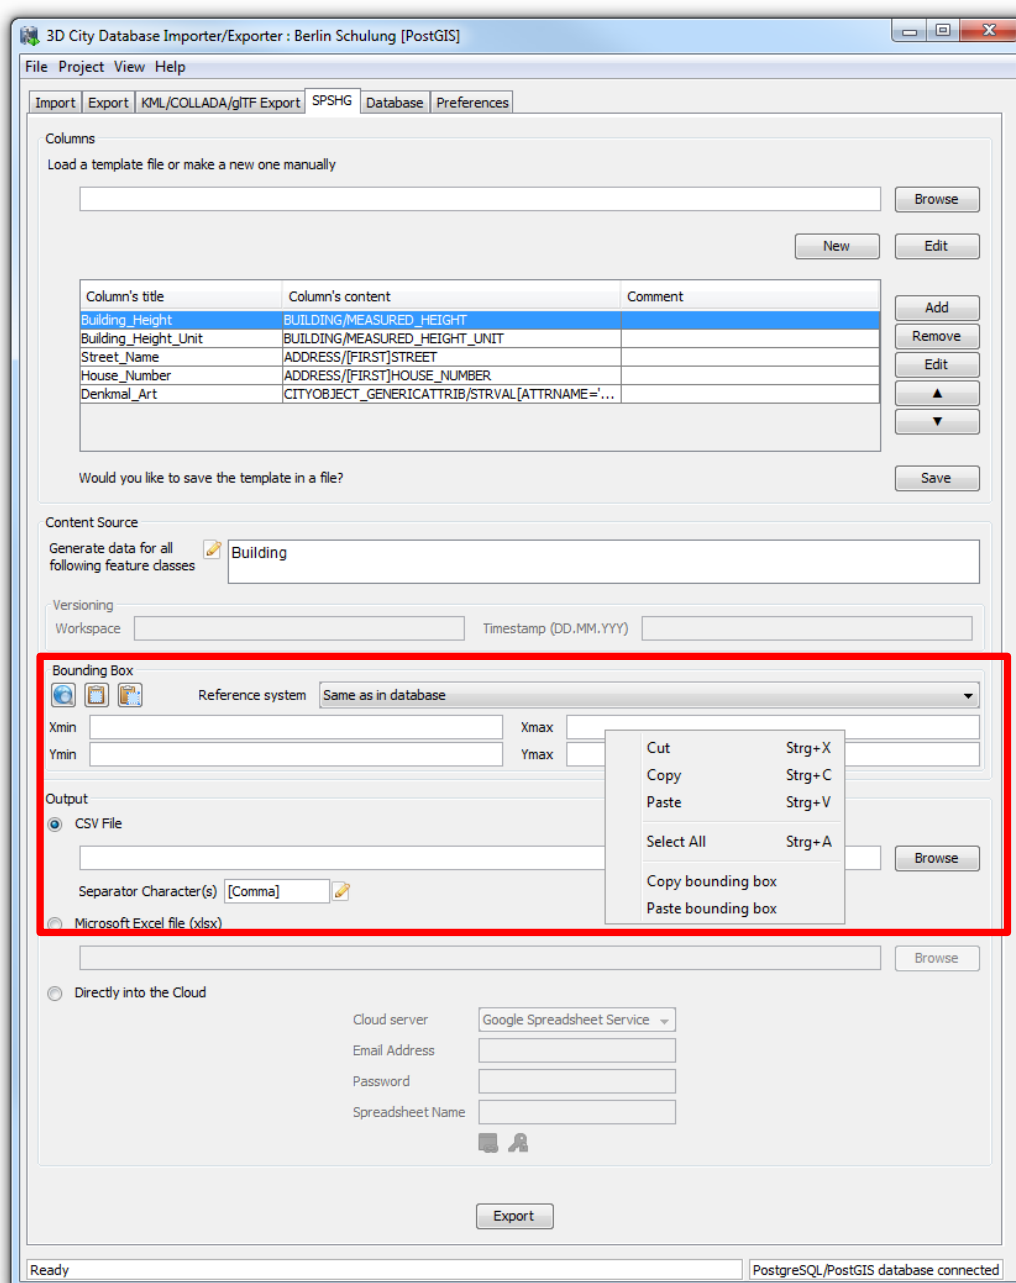 3D City Database Importer/Exporter : Berlin Schulung [PostGIS]
File Project View Help
Import Export KML/COLLADA/glTF Export SPSHG Database Preferences
Columns
Load a template file or make a new one manually
Browse
New Edit
Column's title Column's content Comment
Building_Height BUILDING/MEASURED_HEIGHT
Building_Height_Unit BUILDING/MEASURED_HEIGHT_UNIT
Street_Name ADDRESS/[FIRST]STREET
House_Number ADDRESS/[FIRST]HOUSE_NUMBER
Denkmal_Art CITYOBJECT_GENERICATTRIB/STRVAL[ATTRNAME='...
Add
Remove
Edit
▲
▼
Would you like to save the template in a file? Save
Content Source
Generate data for all
following feature classes
Building
Versioning
Workspace Timestamp (DD.MM.YYY)
Bounding Box
Reference system Same as in database
Xmin Xmax
Ymin Ymax
Cut Strg+X
Copy Strg+C
Paste Strg+V
Select All Strg+A
Copy bounding box
Paste bounding box
Output
CSV File
Browse
Separator Character(s) [Comma]
Microsoft Excel file (xlsx)
Browse
Directly into the Cloud
Cloud server Google Spreadsheet Service
Email Address
Password
Spreadsheet Name
Export
Ready PostgreSQL/PostGIS database connected